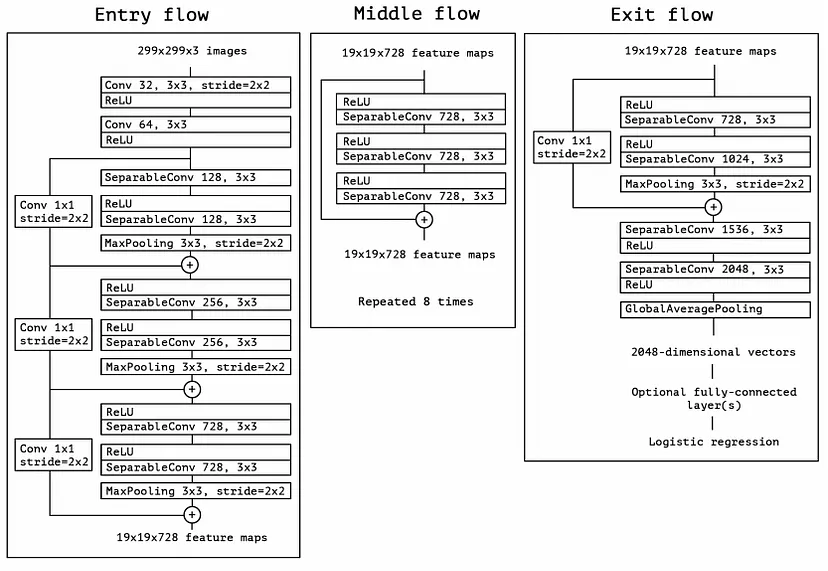 Entry flow
299x299x3 images
Conv 32, 3x3, stride=2x2
ReLU
Conv 64, 3x3
ReLU
SeparableConv 128, 3x3
Conv 1x1
stride=2x2
ReLU
SeparableConv 128, 3x3
MaxPooling 3x3, stride=2x2
+
ReLU
SeparableConv 256, 3x3
Conv 1x1
stride=2x2
ReLU
SeparableConv 256, 3x3
MaxPooling 3x3, stride=2x2
+
ReLU
SeparableConv 728, 3x3
Conv 1x1
stride=2x2
ReLU
SeparableConv 728, 3x3
MaxPooling 3x3, stride=2x2
+
19x19x728 feature maps
Middle flow
19x19x728 feature maps
ReLU
SeparableConv 728, 3x3
ReLU
SeparableConv 728, 3x3
ReLU
SeparableConv 728, 3x3
+
19x19x728 feature maps
Repeated 8 times
Exit flow
19x19x728 feature maps
ReLU
SeparableConv 728, 3x3
Conv 1x1
stride=2x2
ReLU
SeparableConv 1024, 3x3
MaxPooling 3x3, stride=2x2
+
SeparableConv 1536, 3x3
ReLU
SeparableConv 2048, 3x3
ReLU
GlobalAveragePooling
2048-dimensional vectors
Optional fully-connected
layer(s)
Logistic regression